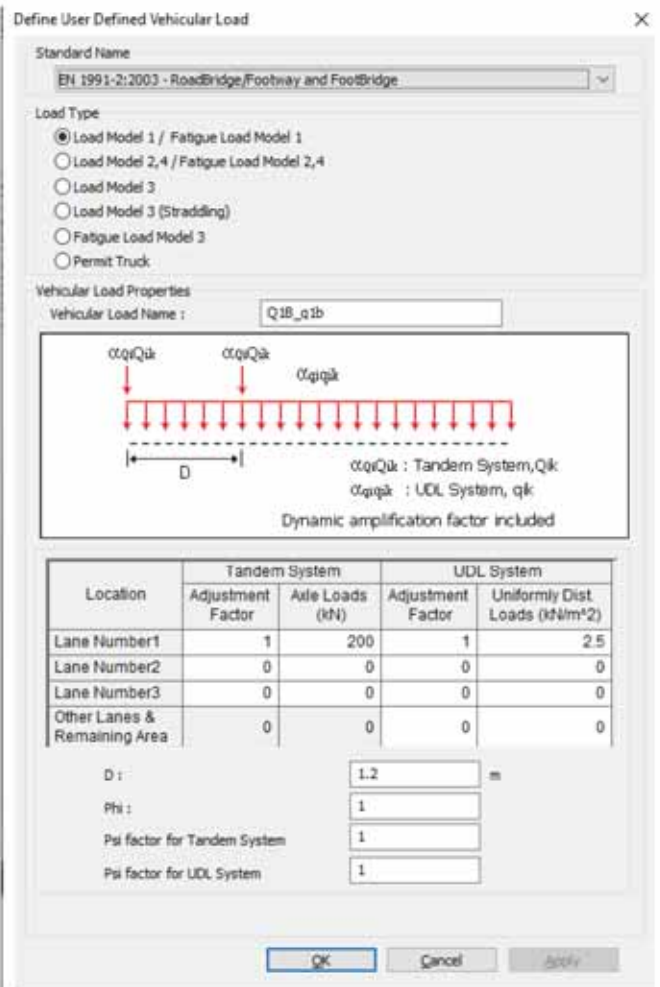 Define User Defined Vehicular Load
Standard Name
EN 1991-2:2003 - RoadBridge/Footway and FootBridge
Load Type
Load Model 1 / Fatigue Load Model 1
Load Model 2,4 / Fatigue Load Model 2,4
Load Model 3
Load Model 3 (Straddling)
Fatigue Load Model 3
Permit Truck
Vehicular Load Properties
Vehicular Load Name : Q1B_q1b
αQiQik αQiQik
αqiqik
D
αQiQik : Tandem System,Qik
αqiqik : UDL System, qik
Dynamic amplification factor included
Location Tandem System UDL System
Adjustment Factor Axle Loads (kN) Adjustment Factor Uniformly Dist. Loads (kN/m^2)
Lane Number1 1 200 1 2.5
Lane Number2 0 0 0 0
Lane Number3 0 0 0 0
Other Lanes & Remaining Area 0 0 0 0
D : 1.2 m
Phi : 1
Psi factor for Tandem System 1
Psi factor for UDL System 1
OK Cancel Apply